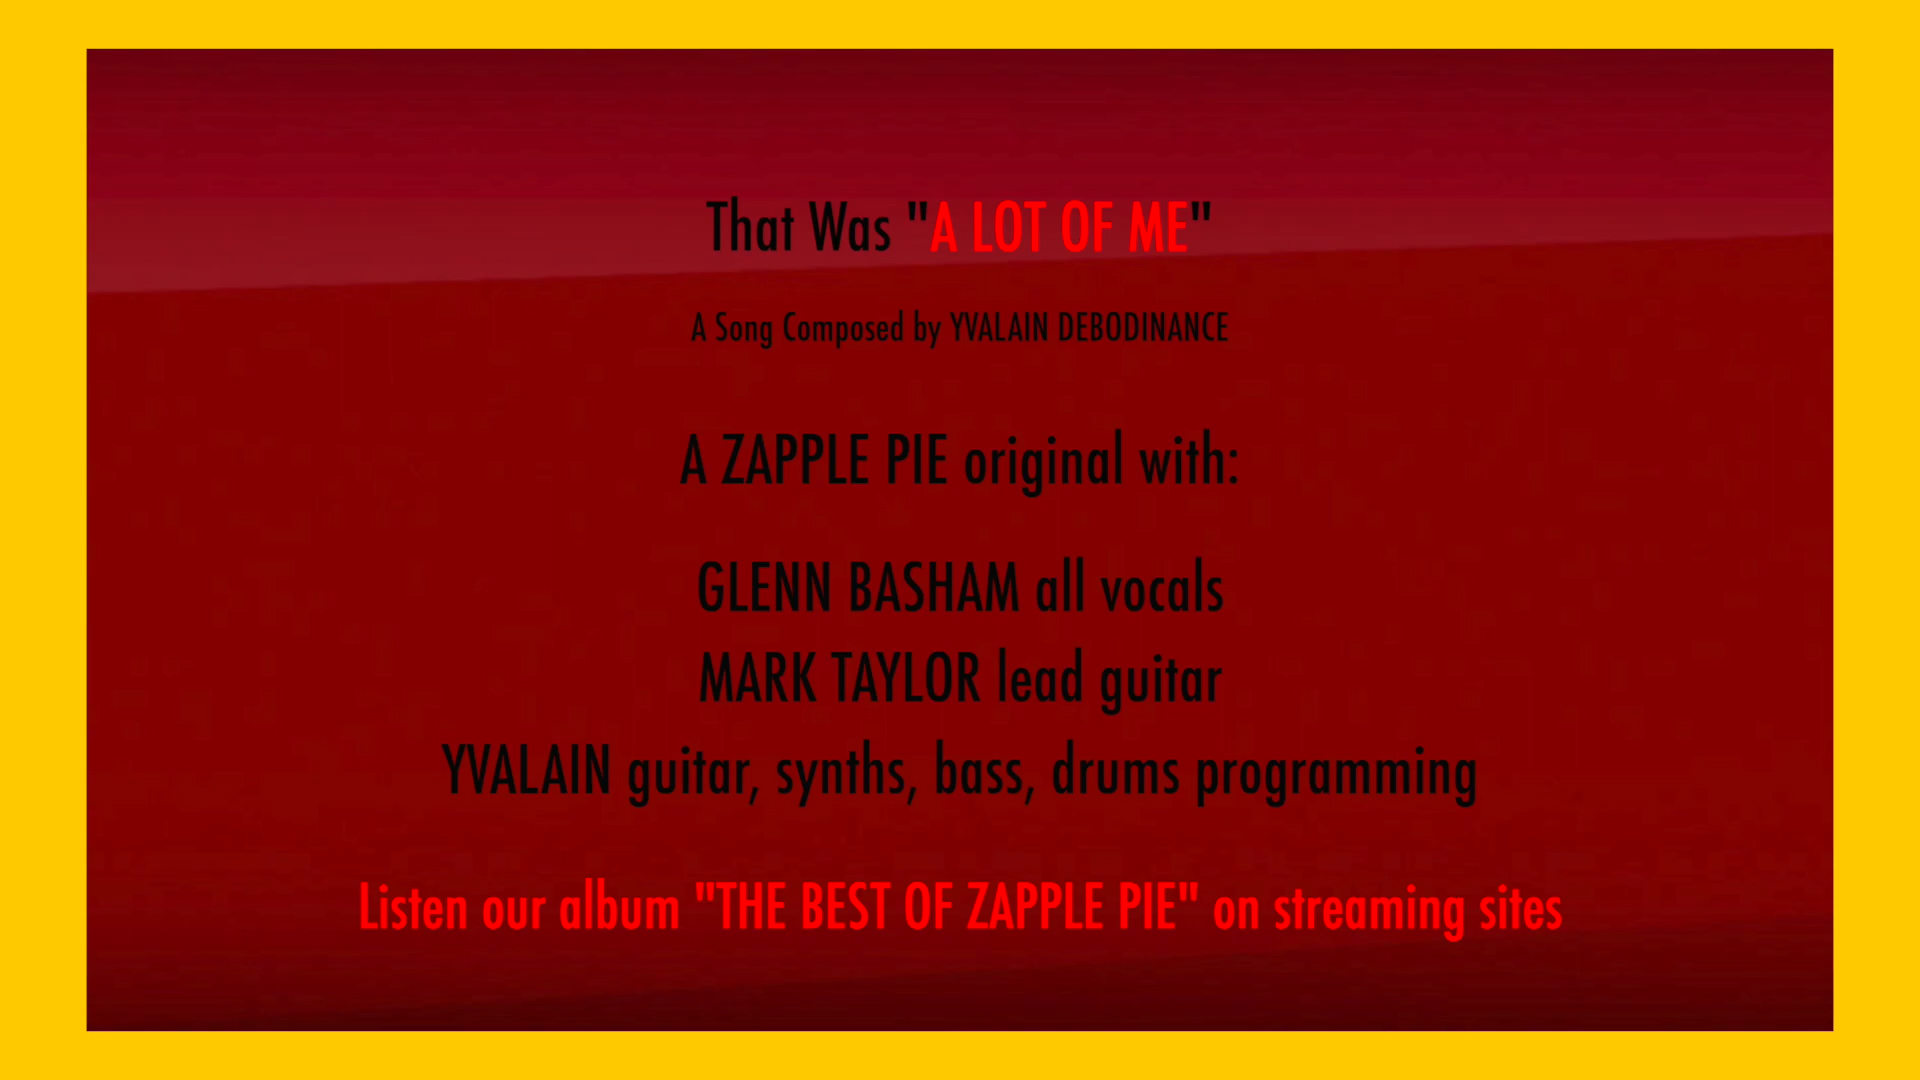 That Was "A LOT OF ME"
A Song Composed by YVALAIN DEBODINANCE
A ZAPPLE PIE original with:
GLENN BASHAM all vocals
MARK TAYLOR lead guitar
YVALAIN guitar, synths, bass, drums programming
Listen our album "THE BEST OF ZAPPLE PIE" on streaming sites